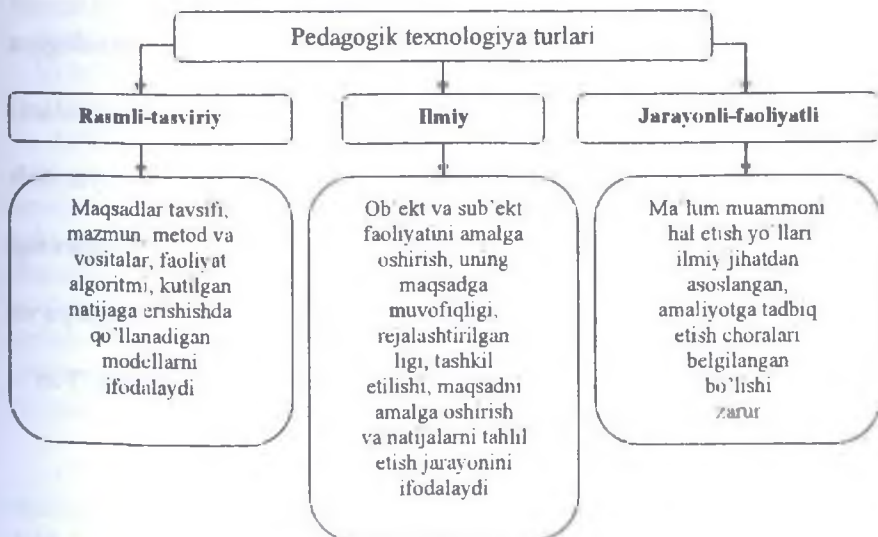 Pedagogik texnologiya turlari
Rasmli-tasviriy
Ilmiy
Jarayonli-faoliyatli
Maqsadlar tavsifi,
mazmun, metod va
vositalar, faoliyat
algoritmi, kutilgan
natijaga erishishda
qo`llanadigan
modellarni
ifodalaydi
Ob`ekt va sub`ekt
faoliyatini amalga
oshirish, uning
maqsadga
muvofiqligi,
rejalashtirilgan
ligi, tashkil
etilishi, maqsadni
amalga oshirish
va natijalarni tahlil
etish jarayonini
ifodalaydi
Ma`lum muammoni
hal etish yo`llari
ilmiy jihatdan
asoslangan,
amaliyotga tadbiq
etish choralari
belgilangan
bo`lishi
zarur